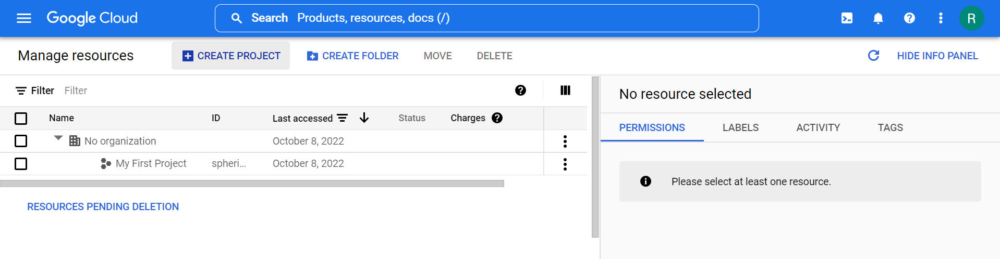 Google Cloud
Search Products, resources, docs (/)
R
Manage resources
CREATE PROJECT
CREATE FOLDER
MOVE
DELETE
HIDE INFO PANEL
Filter Filter
Name ID Last accessed Status Charges
No organization October 8, 2022
My First Project spheri... October 8, 2022
RESOURCES PENDING DELETION
No resource selected
PERMISSIONS LABELS ACTIVITY TAGS
Please select at least one resource.